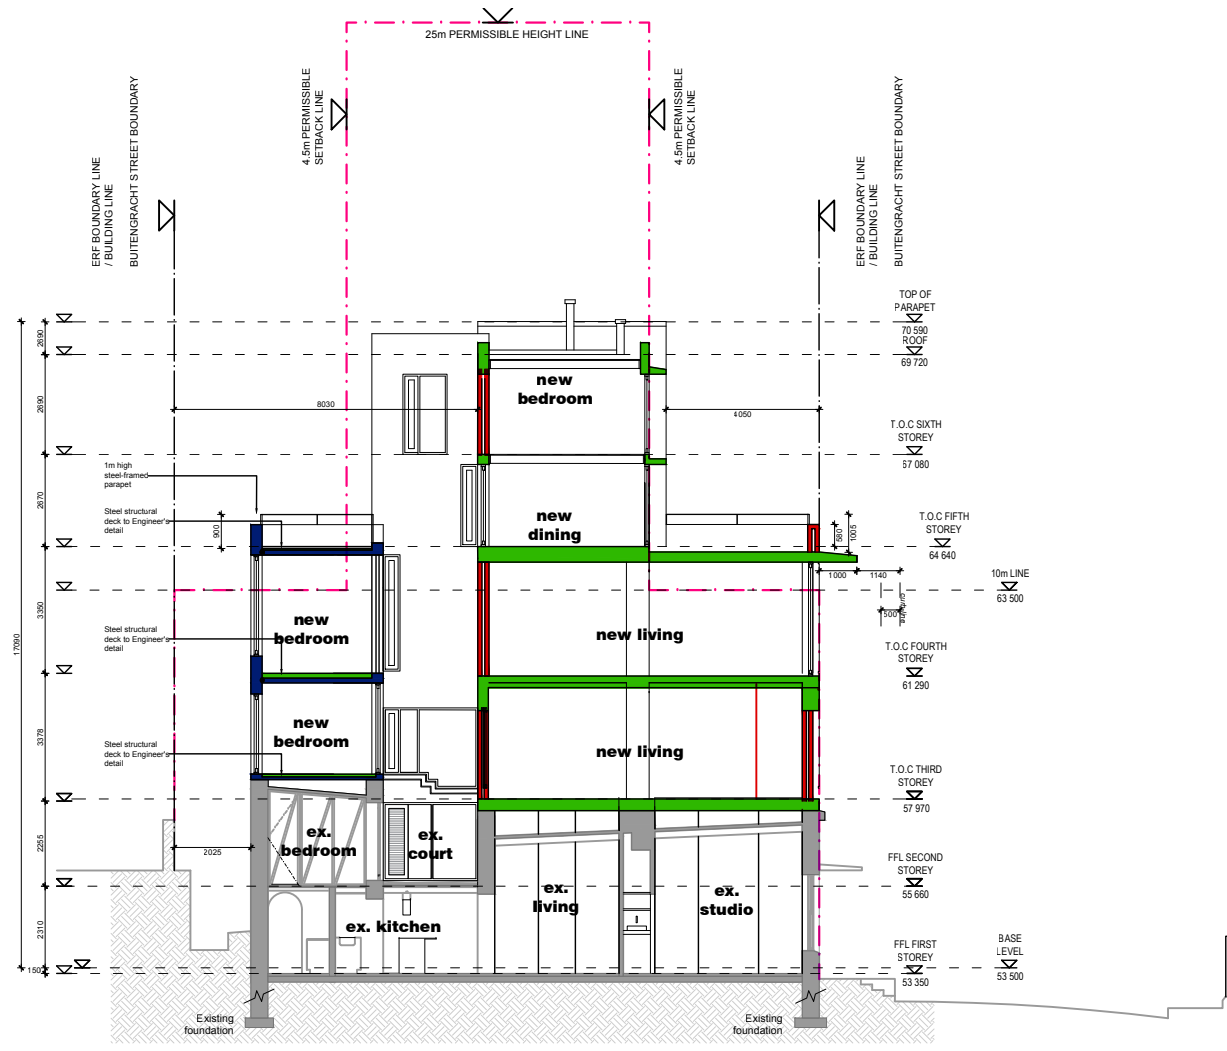 25m PERMISSIBLE HEIGHT LINE
4.5m PERMISSIBLE
SETBACK LINE
4.5m PERMISSIBLE
SETBACK LINE
ERF BOUNDARY LINE
/ BUILDING LINE
BUITENGRACHT STREET BOUNDARY
ERF BOUNDARY LINE
/ BUILDING LINE
BUITENGRACHT STREET BOUNDARY
TOP OF
PARAPET
70 590
ROOF
69 720
T.O.C SIXTH
STOREY
67 080
T.O.C FIFTH
STOREY
64 640
10m LINE
63 500
T.O.C FOURTH
STOREY
61 290
T.O.C THIRD
STOREY
57 970
FFL SECOND
STOREY
55 660
FFL FIRST
STOREY
53 350
BASE
LEVEL
53 500
17090
2690
2690
2670
3350
3378
2255
2310
150
8030
4050
900
580
1005
1000
1140
500
2025
1m high
steel-framed
parapet
Steel structural
deck to Engineer's
detail
Steel structural
deck to Engineer's
detail
Steel structural
deck to Engineer's
detail
new
bedroom
new
dining
new
bedroom
new living
new
bedroom
new living
ex.
bedroom
ex.
court
ex.
living
ex.
studio
ex. kitchen
Existing
foundation
Existing
foundation